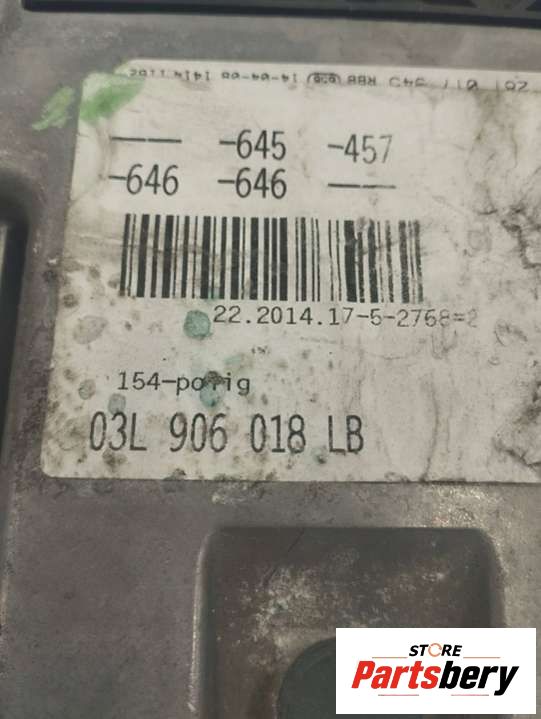 --- -645 -457
-646 -646 ---
22.2014.17-5-2768=2
154-polig
03L 906 018 LB
STORE
Partsbery